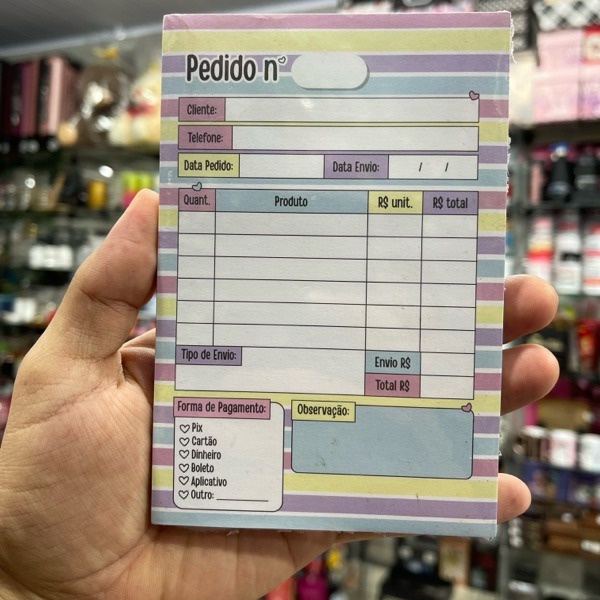 Pedido n°
Cliente:
Telefone:
Data Pedido: Data Envio: / /
Quant. Produto R$ unit. R$ total
Tipo de Envio: Envio R$
Total R$
Forma de Pagamento: Observação:
Pix
Cartão
Dinheiro
Boleto
Aplicativo
Outro: ___________